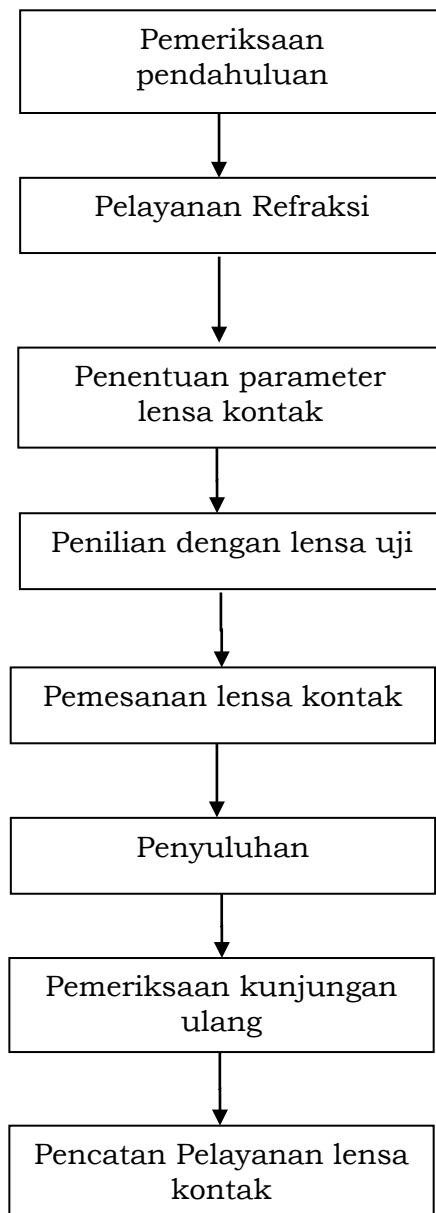 Pemeriksaan
pendahuluan
Pelayanan Refraksi
Penentuan parameter
lensa kontak
Penilian dengan lensa uji
Pemesanan lensa kontak
Penyuluhan
Pemeriksaan kunjungan
ulang
Pencatan Pelayanan lensa
kontak